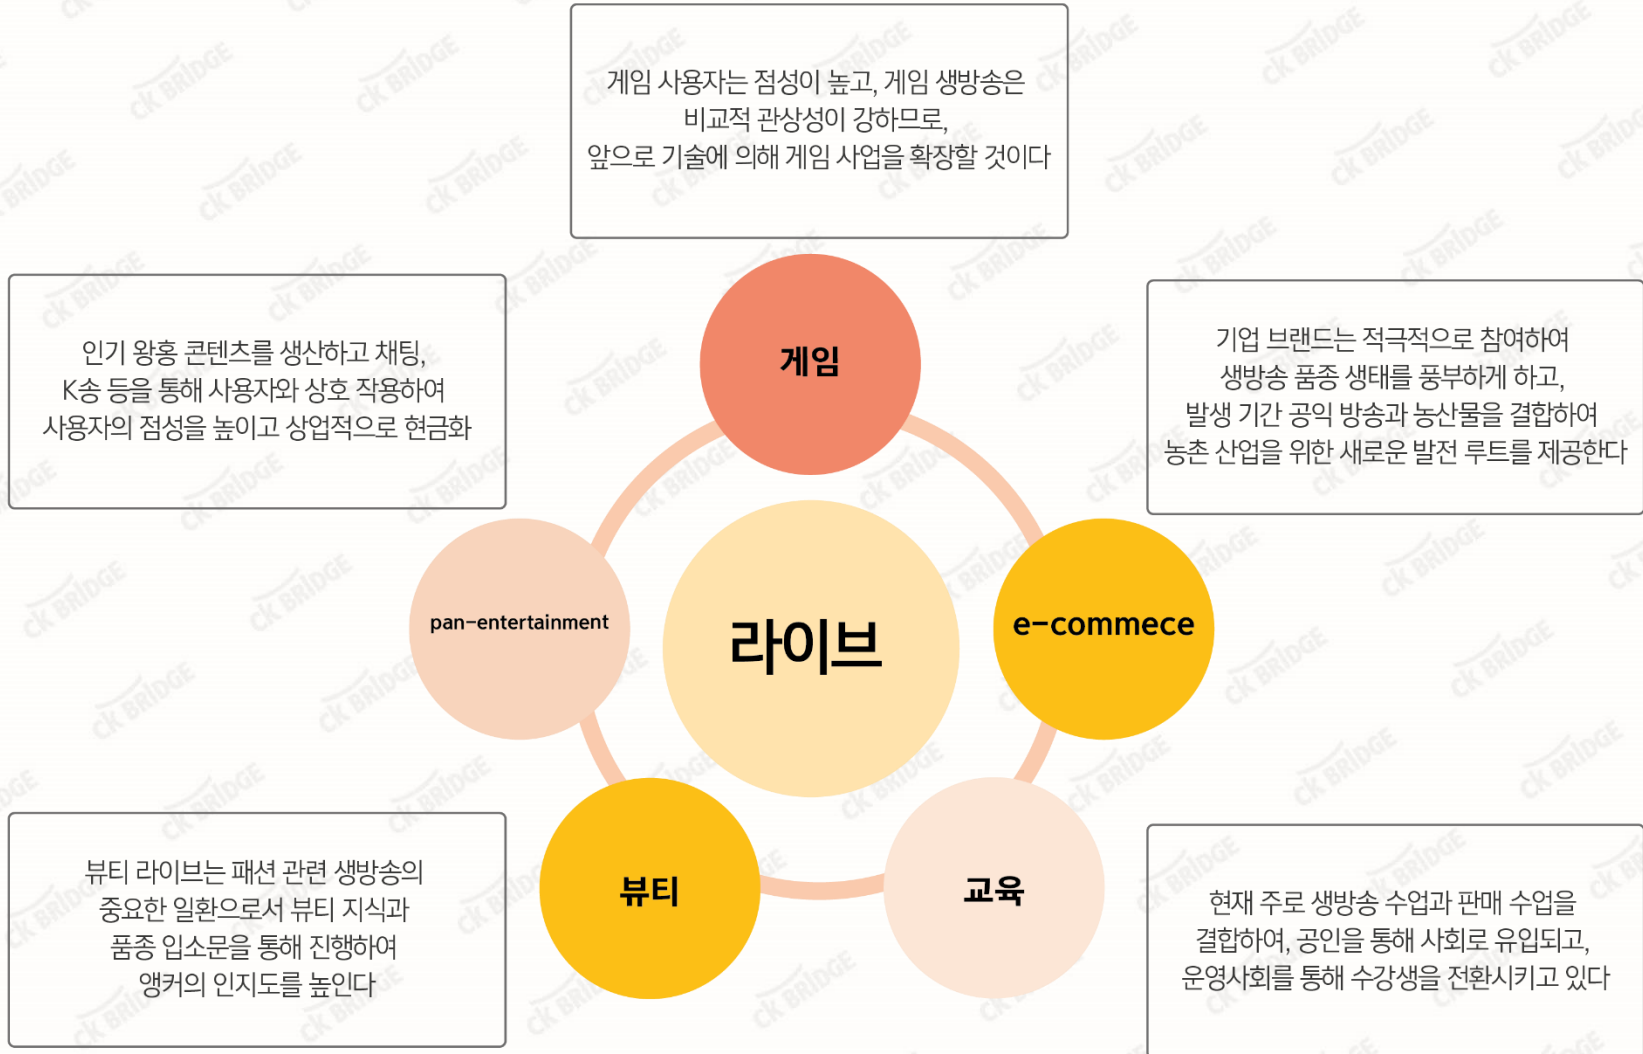 게임 사용자는 점성이 높고, 게임 생방송은
비교적 관상성이 강하므로,
앞으로 기술에 의해 게임 사업을 확장할 것이다
인기 왕홍 콘텐츠를 생산하고 채팅,
K송 등을 통해 사용자와 상호 작용하여
사용자의 점성을 높이고 상업적으로 현금화
기업 브랜드는 적극적으로 참여하여
생방송 품종 생태를 풍부하게 하고,
발생 기간 공익 방송과 농산물을 결합하여
농촌 산업을 위한 새로운 발전 루트를 제공한다
게임
pan-entertainment
라이브
e-commece
뷰티
교육
뷰티 라이브는 패션 관련 생방송의
중요한 일환으로서 뷰티 지식과
품종 입소문을 통해 진행하여
앵커의 인지도를 높인다
현재 주로 생방송 수업과 판매 수업을
결합하여, 공인을 통해 사회로 유입되고,
운영사회를 통해 수강생을 전환시키고 있다
CK BRIDGE